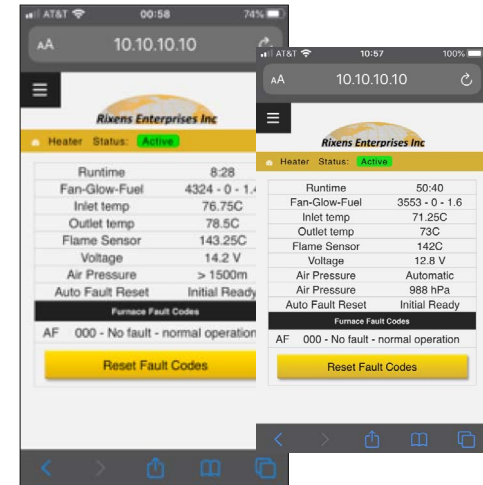 AT&T 00:58 74%
AA 10.10.10.10
Rixens Enterprises Inc
Heater Status: Active
Runtime 8:28
Fan-Glow-Fuel 4324 - 0 - 1.4
Inlet temp 76.75C
Outlet temp 78.5C
Flame Sensor 143.25C
Voltage 14.2 V
Air Pressure > 1500m
Auto Fault Reset Initial Ready
Furnace Fault Codes
AF 000 - No fault - normal operation
Reset Fault Codes
AT&T 10:57 100%
AA 10.10.10.10
Rixens Enterprises Inc
Heater Status: Active
Runtime 50:40
Fan-Glow-Fuel 3553 - 0 - 1.6
Inlet temp 71.25C
Outlet temp 73C
Flame Sensor 142C
Voltage 12.8 V
Air Pressure Automatic
Air Pressure 988 hPa
Auto Fault Reset Initial Ready
Furnace Fault Codes
AF 000 - No fault - normal operation
Reset Fault Codes